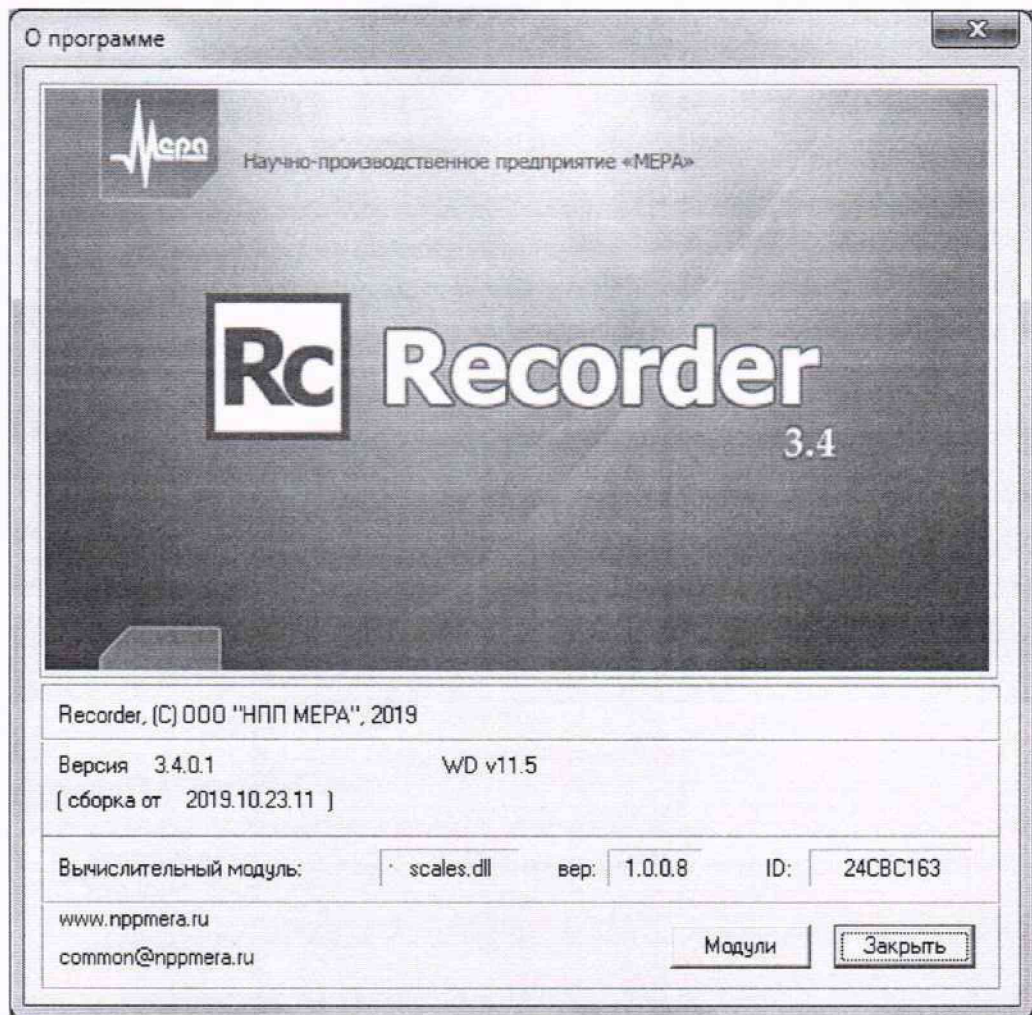 О программе
Мера
Научно-производственное предприятие «МЕРА»
Rc Recorder
3.4
Recorder, (C) ООО "НПП МЕРА", 2019
Версия 3.4.0.1 WD v11.5
( сборка от 2019.10.23.11 )
Вычислительный модуль: scales.dll вер: 1.0.0.8 ID: 24CBC163
www.nppmera.ru
common@nppmera.ru
Модули Закрыть